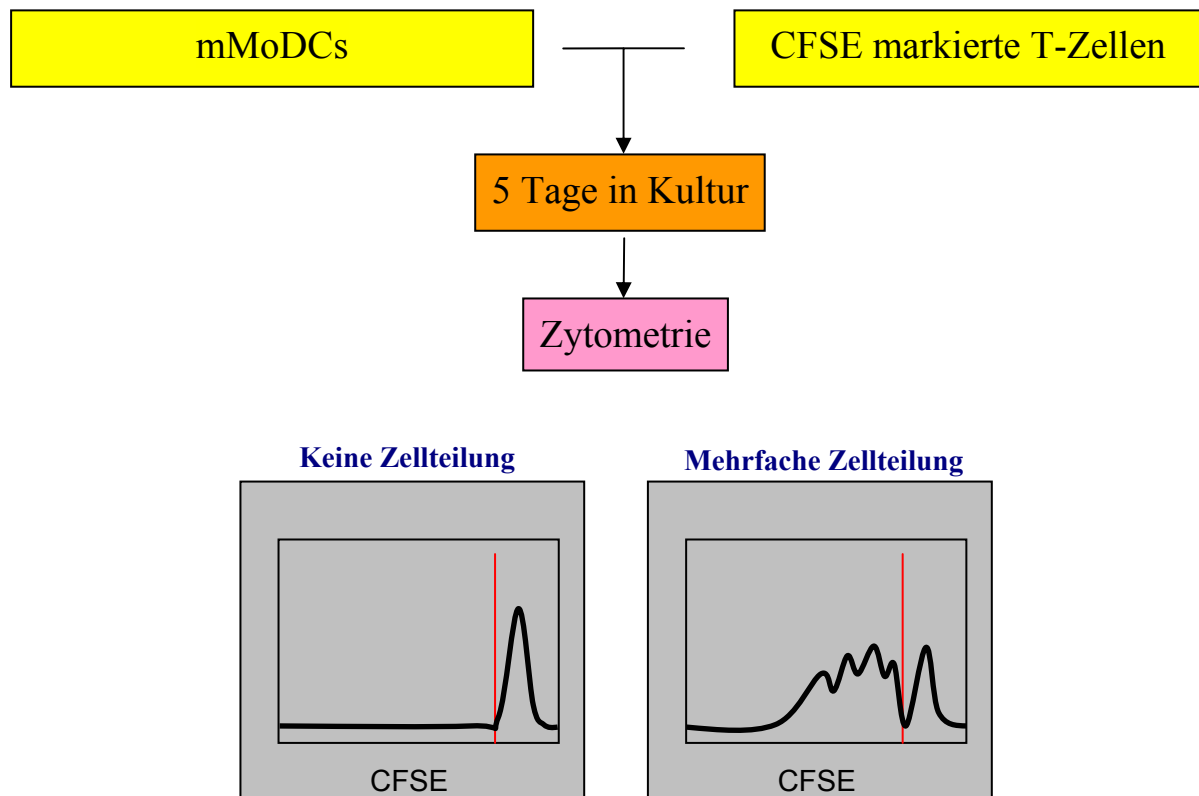 mMoDCs
CFSE markierte T-Zellen
5 Tage in Kultur
Zytometrie
Keine Zellteilung
Mehrfache Zellteilung
CFSE
CFSE